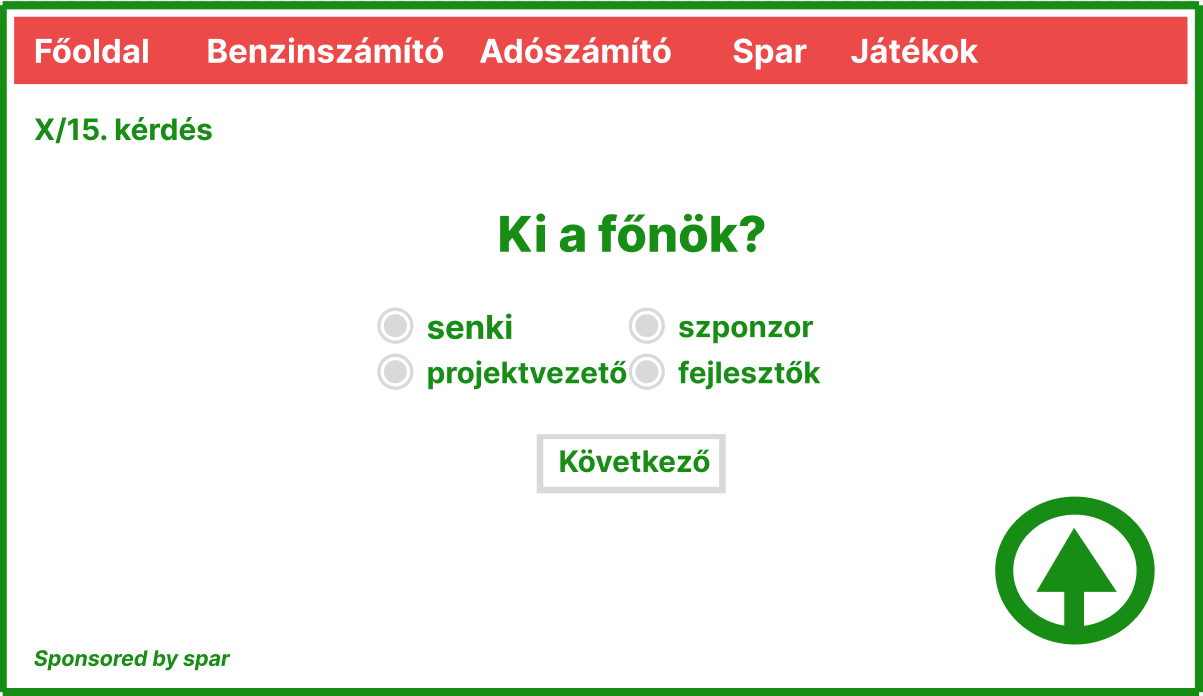 Főoldal Benzinszámító Adószámító Spar Játékok
X/15. kérdés
Ki a főnök?
senki szponzor
projektvezető fejlesztők
Következő
Sponsored by spar